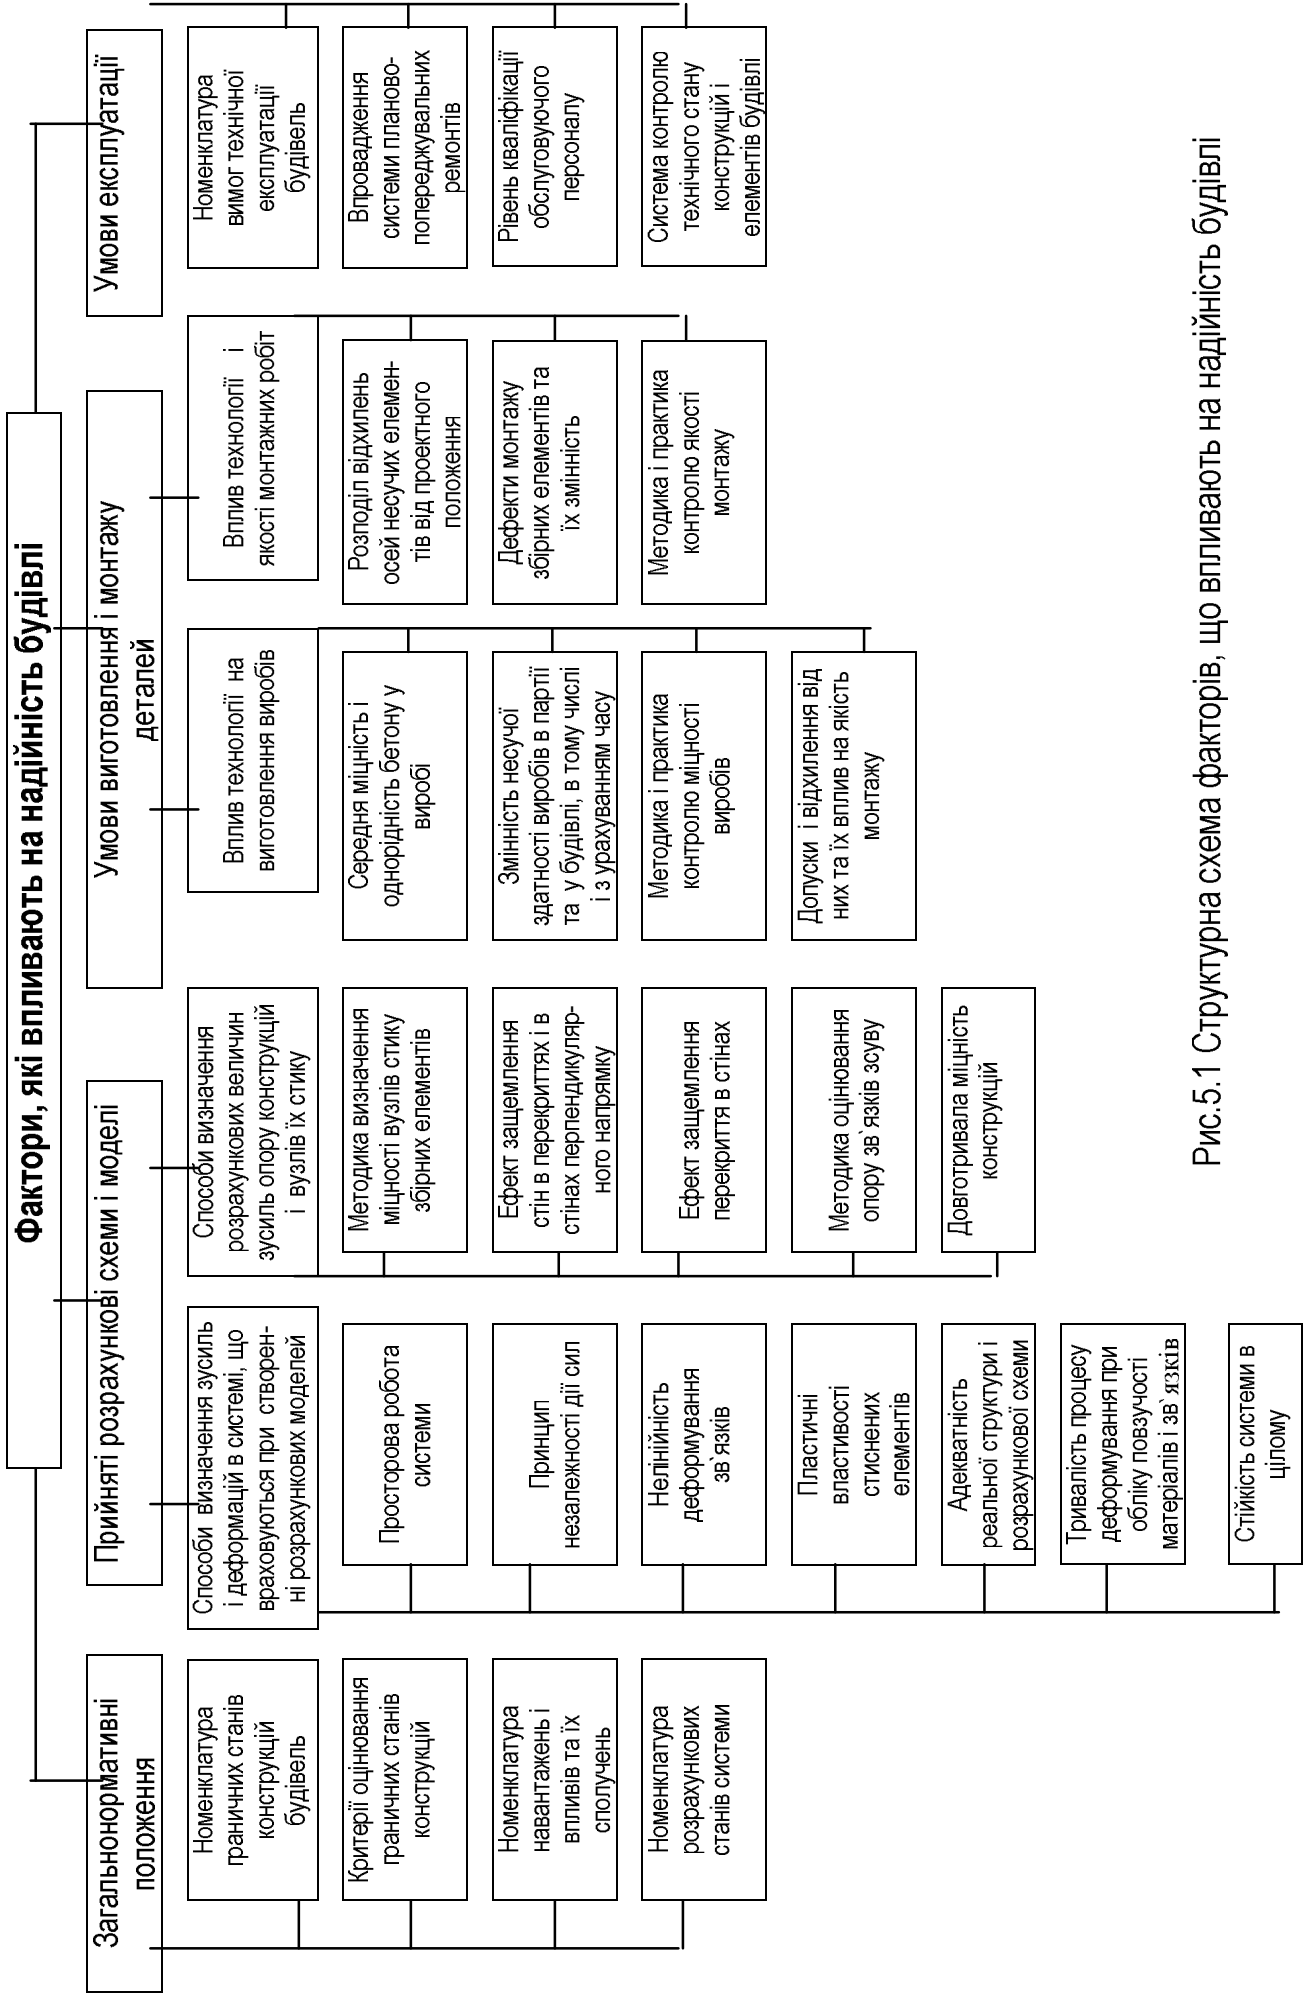 Фактори, які впливають на надійність будівлі
Загальнонормативні
положення
Номенклатура
граничних станів
конструкцій
будівель
Критерії оцінювання
граничних станів
конструкцій
Номенклатура
навантажень і
впливів та їх
сполучень
Номенклатура
розрахункових
станів системи
Прийняті розрахункові схеми і моделі
Способи визначення зусиль
і деформацій в системі, що
враховуються при створен-
ні розрахункових моделей
Просторова робота
системи
Принцип
незалежності дії сил
Нелінійність
деформування
зв`язків
Пластичні
властивості
стиснених
елементів
Адекватність
реальної структури і
розрахункової схеми
Тривалість процесу
деформування при
обліку повзучості
матеріалів і зв`язків
Стійкість системи в
цілому
Способи визначення
розрахункових величин
зусиль опору конструкцій
і вузлів їх стику
Методика визначення
міцності вузлів стику
збірних елементів
Ефект защемлення
стін в перекриттях і в
стінах перпендикуляр-
ного напрямку
Ефект защемлення
перекриття в стінах
Методика оцінювання
опору зв`язків зсуву
Довготривала міцність
конструкцій
Умови виготовлення і монтажу
деталей
Вплив технології на
виготовлення виробів
Середня міцність і
однорідність бетону у
виробі
Змінність несучої
здатності виробів в партії
та у будівлі, в тому числі
і з урахуванням часу
Методика і практика
контролю міцності
виробів
Допуски і відхилення від
них та їх вплив на якість
монтажу
Вплив технології і
якості монтажних робіт
Розподіл відхилень
осей несучих елемен-
тів від проектного
положення
Дефекти монтажу
збірних елементів та
їх змінність
Методика і практика
контролю якості
монтажу
Умови експлуатації
Номенклатура
вимог технічної
експлуатації
будівель
Впровадження
системи планово-
попереджувальних
ремонтів
Рівень кваліфікації
обслуговуючого
персоналу
Система контролю
технічного стану
конструкцій і
елементів будівлі
Рис.5.1 Структурна схема факторів, що впливають на надійність будівлі